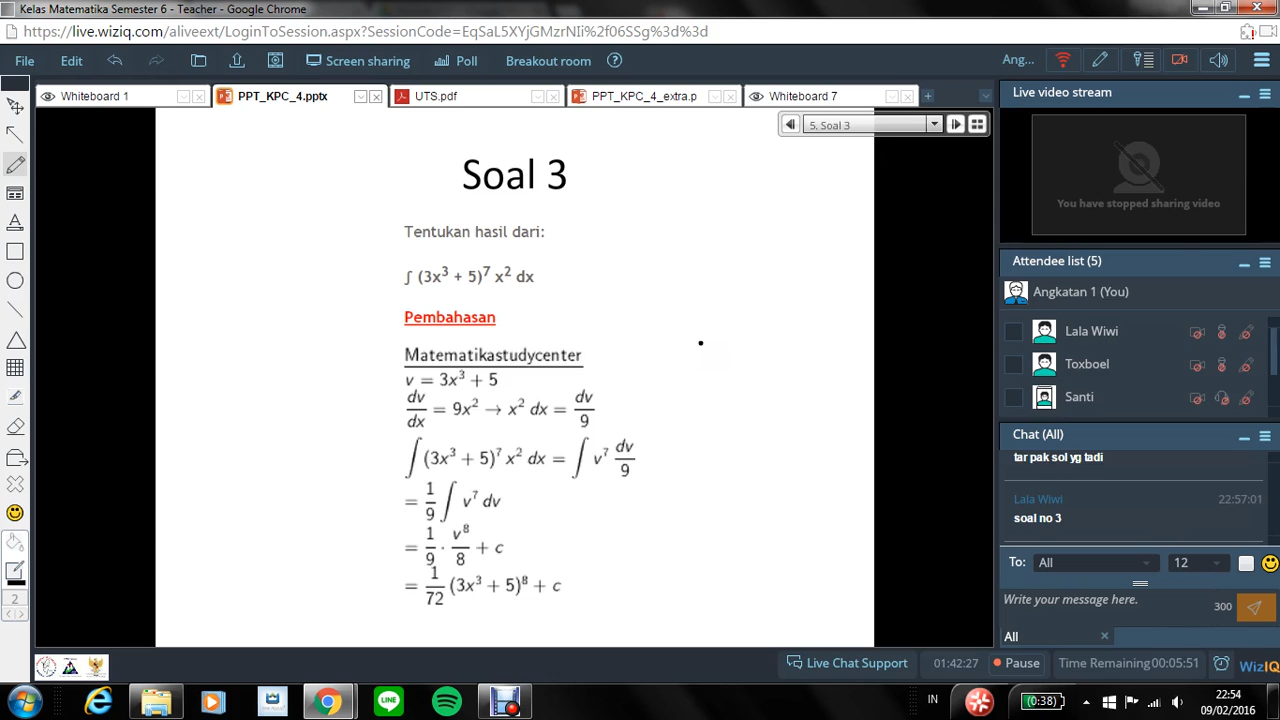 Kelas Matematika Semester 6 - Teacher - Google Chrome
https://live.wiziq.com/aliveext/LoginToSession.aspx?SessionCode=EqSaL5XYjGMzrNIi%2f06SSg%3d%3d
File Edit Screen sharing Poll Breakout room ? Ang...
Whiteboard 1 PPT_KPC_4.pptx UTS.pdf PPT_KPC_4_extra.p Whiteboard 7
5. Soal 3
Soal 3
Tentukan hasil dari:
∫ (3x³ + 5)⁷ x² dx
Pembahasan
Matematikastudycenter
v = 3x³ + 5
dv/dx = 9x² → x² dx = dv/9
∫ (3x³ + 5)⁷ x² dx = ∫ v⁷ dv/9
= 1/9 ∫ v⁷ dv
= 1/9 · v⁸/8 + c
= 1/72 (3x³ + 5)⁸ + c
2
Live video stream
You have stopped sharing video
Attendee list (5)
Angkatan 1 (You)
Lala Wiwi
Toxboel
Santi
Chat (All)
tar pak sol yg tadi
Lala Wiwi 22:57:01
soal no 3
To: All 12
Write your message here. 300
All
Live Chat Support 01:42:27 Pause Time Remaining 00:05:51 WizIQ
LINE IN (0:38) 22:54
09/02/2016